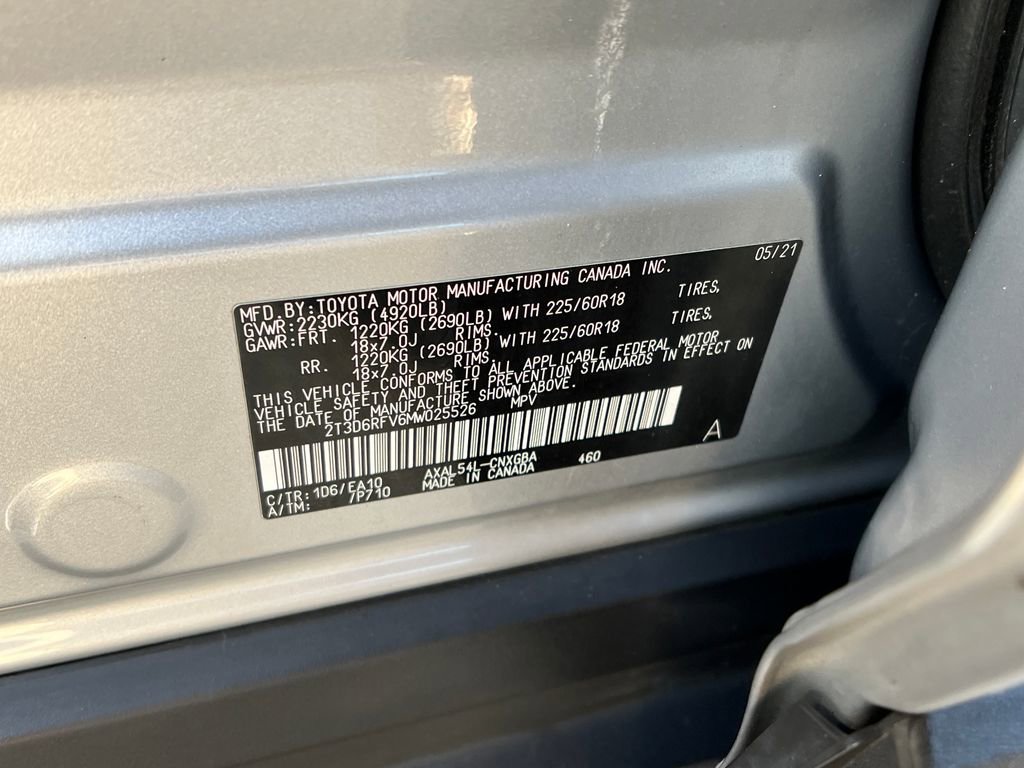 05/21
MFD.BY:TOYOTA MOTOR MANUFACTURING CANADA INC.
GVWR:2230KG (4920LB)
GAWR:FRT. 1220KG (2690LB) WITH 225/60R18 TIRES,
18x7.0J RIMS.
RR. 1220KG (2690LB) WITH 225/60R18 TIRES,
18x7.0J RIMS.
THIS VEHICLE CONFORMS TO ALL APPLICABLE FEDERAL MOTOR
VEHICLE SAFETY AND THEFT PREVENTION STANDARDS IN EFFECT ON
THE DATE OF MANUFACTURE SHOWN ABOVE.
2T3D6RFV6MW025526 MPV
A
AXAL54L-CNXGBA 460
C/TR:1D6/EA10 MADE IN CANADA
A/TM: 7P710